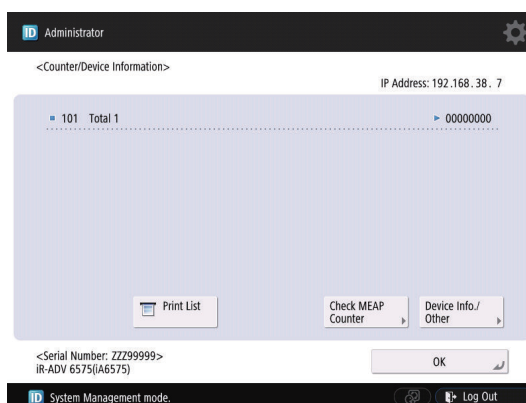 ID Administrator
<Counter/Device Information>
IP Address: 192.168.38. 7
101 Total 1 00000000
Print List
Check MEAP
Counter
Device Info./
Other
<Serial Number: ZZZ99999>
iR-ADV 6575(iA6575)
OK
ID System Management mode.
Log Out